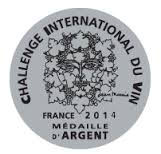 CHALLENGE INTERNATIONAL DU VIN
FRANCE 2014
MÉDAILLE
D'ARGENT